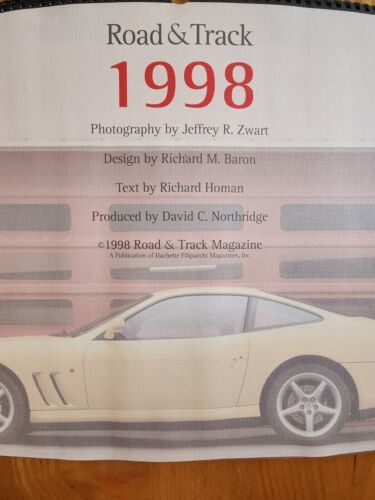 Road & Track
1998
Photography by Jeffrey R. Zwart
Design by Richard M. Baron
Text by Richard Homan
Produced by David C. Northridge
©1998 Road & Track Magazine
A Publication of Hachette Filipacchi Magazines, Inc.